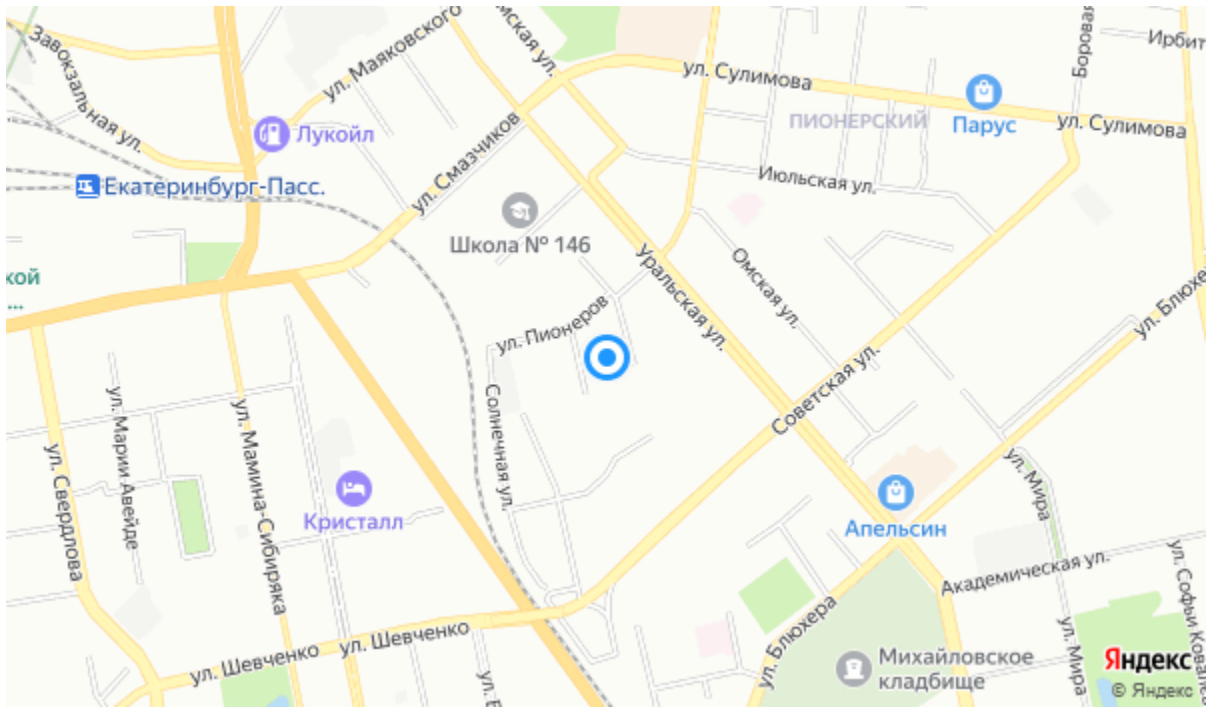 Завокзальная ул.
ул. Маяковского
мская ул.
ул. Сулимова
Боровая
Ирбит
Лукойл
ПИОНЕРСКИЙ
Парус
ул. Сулимова
Екатеринбург-Пасс.
ул. Смазчиков
Июльская ул.
Школа № 146
кой
...
Уральская ул.
Омская ул.
ул. Блюхе
ул. Пионеров
Советская ул.
ул. Марии Авейде
ул. Мамина-Сибиряка
Солнечная ул.
ул. Свердлова
Кристалл
Апельсин
ул. Мира
Академическая ул.
ул. Софьи Ковалев
ул. Шевченко
ул. Шевченко
ул. Блюхера
ул. Мира
Михайловское
кладбище
ул. В
Яндекс
© Яндекс